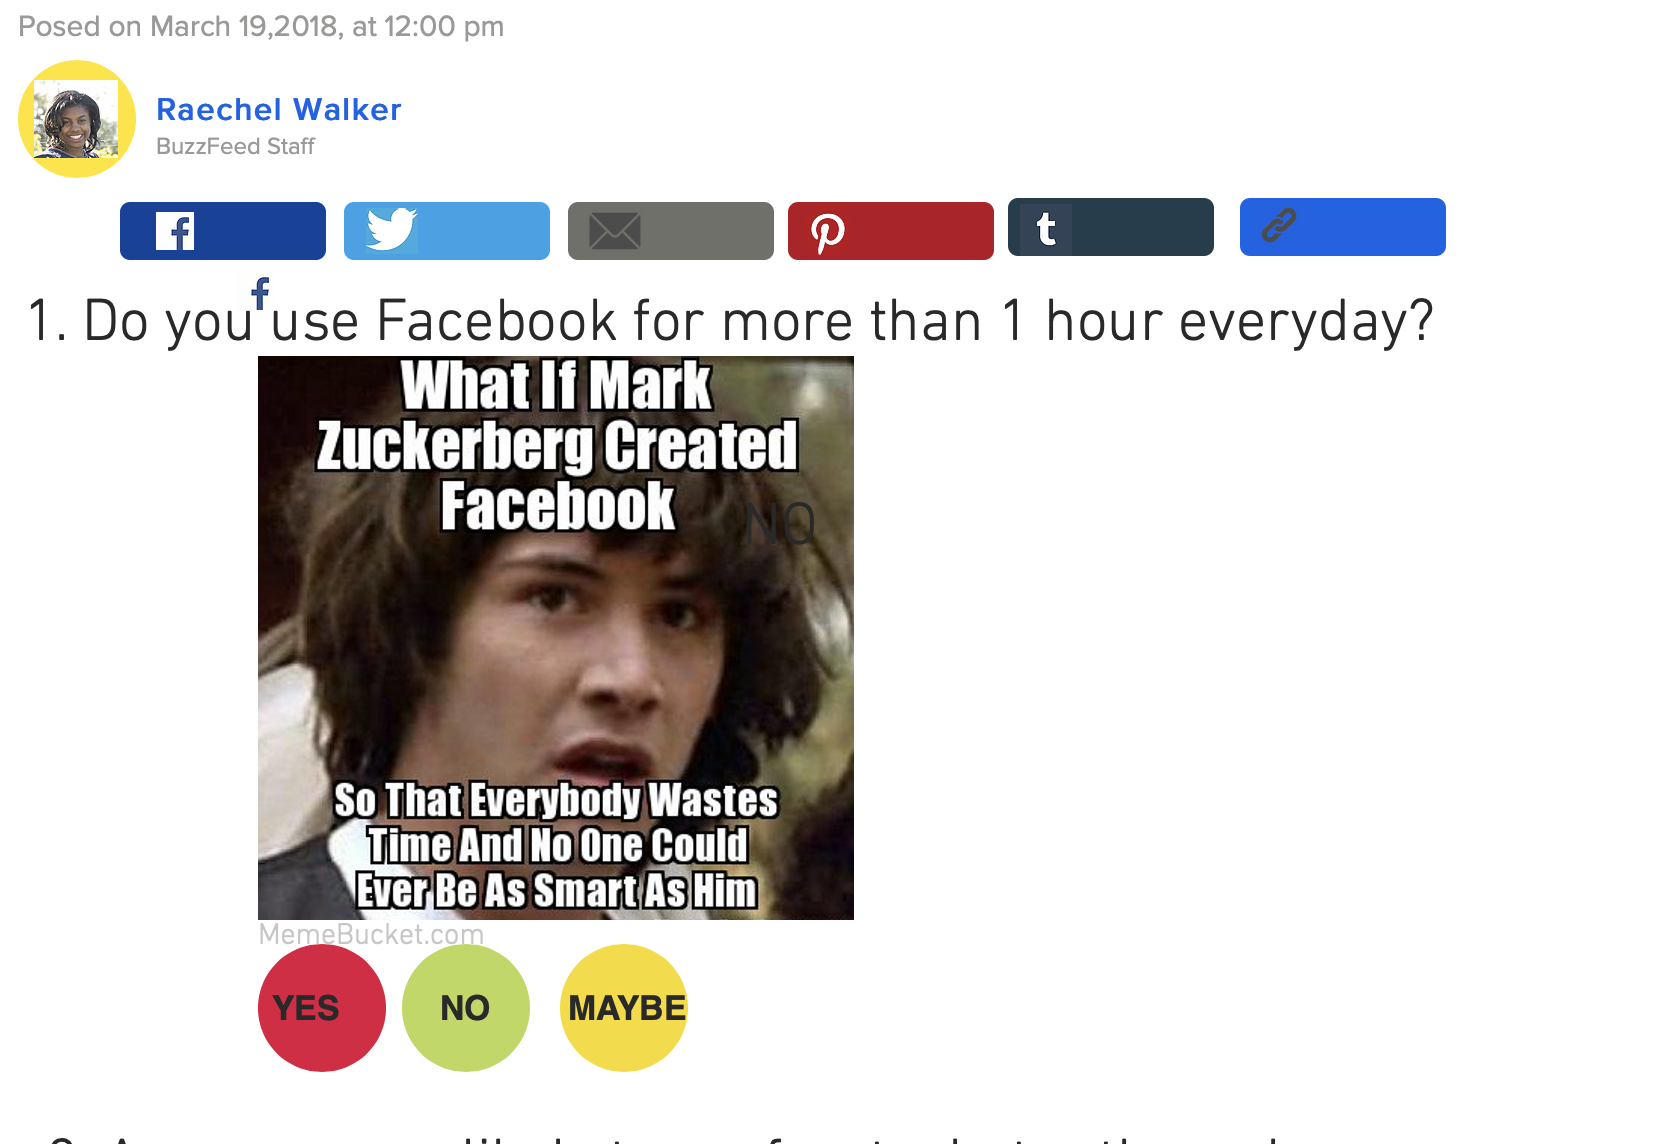 Posed on March 19,2018, at 12:00 pm
Raechel Walker
BuzzFeed Staff
f
t
f
1. Do you use Facebook for more than 1 hour everyday?
What If Mark
Zuckerberg Created
Facebook
NO
So That Everybody Wastes
Time And No One Could
Ever Be As Smart As Him
MemeBucket.com
YES NO MAYBE